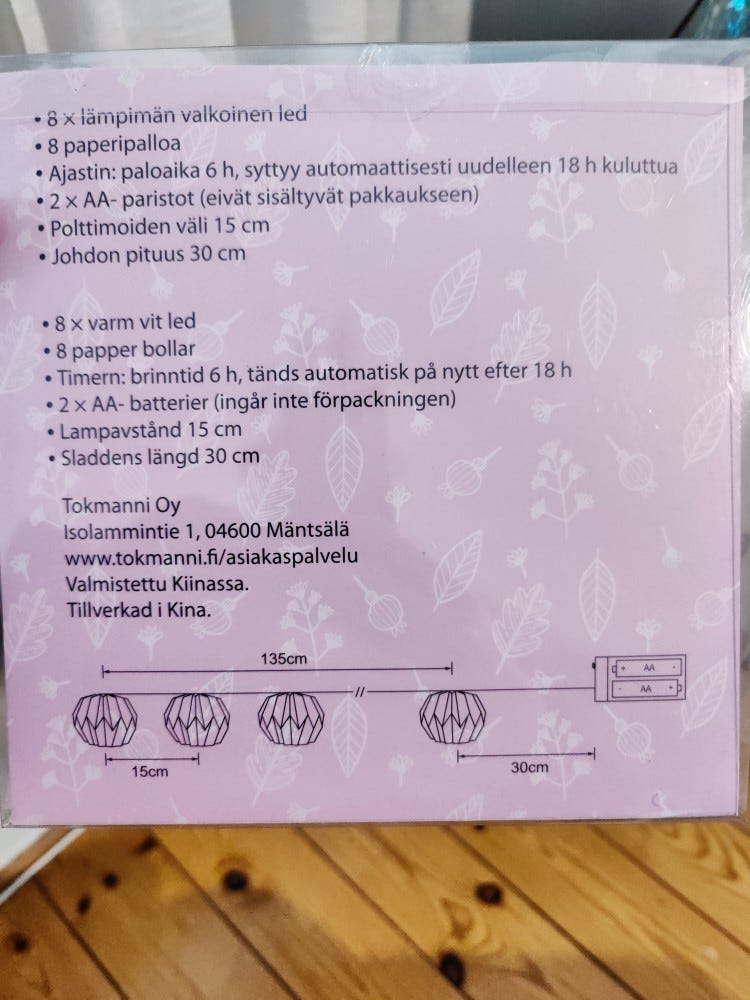 • 8 x lämpimän valkoinen led
• 8 paperipalloa
• Ajastin: paloaika 6 h, syttyy automaattisesti uudelleen 18 h kuluttua
• 2 x AA- paristot (eivät sisältyvät pakkaukseen)
• Polttimoiden väli 15 cm
• Johdon pituus 30 cm
• 8 x varm vit led
• 8 papper bollar
• Timern: brinntid 6 h, tänds automatisk på nytt efter 18 h
• 2 x AA- batterier (ingår inte förpackningen)
• Lampavstånd 15 cm
• Sladdens längd 30 cm
Tokmanni Oy
Isolammintie 1, 04600 Mäntsälä
www.tokmanni.fi/asiakaspalvelu
Valmistettu Kiinassa.
Tillverkad i Kina.
135cm
+ AA -
- AA +
15cm
30cm